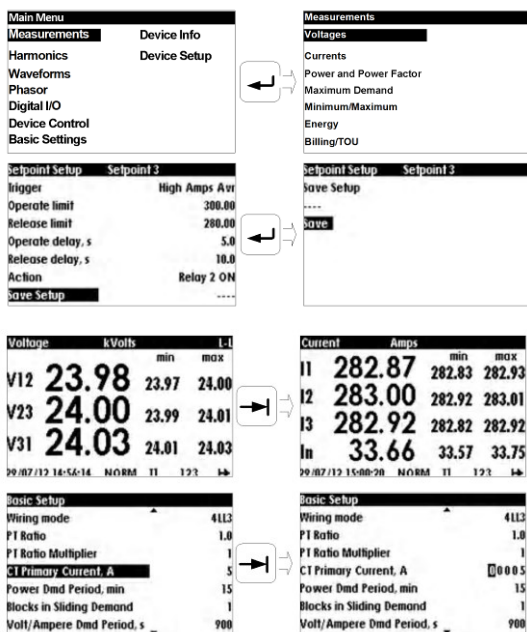 Main Menu
Measurements Device Info
Harmonics Device Setup
Waveforms
Phasor
Digital I/O
Device Control
Basic Settings
Measurements
Voltages
Currents
Power and Power Factor
Maximum Demand
Minimum/Maximum
Energy
Billing/TOU
Setpoint Setup Setpoint 3
Trigger High Amps Avr
Operate limit 300.00
Release limit 280.00
Operate delay, s 5.0
Release delay, s 10.0
Action Relay 2 ON
Save Setup ----
Setpoint Setup Setpoint 3
Save Setup
----
Save
Voltage kVolts L-L
min max
V12 23.98 23.97 24.00
V23 24.00 23.99 24.01
V31 24.03 24.01 24.03
29/07/12 14:56:14 NORM 123
Current Amps
min max
I1 282.87 282.83 282.93
I2 283.00 282.92 283.01
I3 282.92 282.82 282.92
In 33.66 33.57 33.75
29/07/12 15:00:20 NORM 123
Basic Setup
Wiring mode 4LL3
PT Ratio 1.0
PT Ratio Multiplier 1
CT Primary Current, A 5
Power Dmd Period, min 15
Blocks in Sliding Demand 1
Volt/Ampere Dmd Period, s 900
Basic Setup
Wiring mode 4LL3
PT Ratio 1.0
PT Ratio Multiplier 1
CT Primary Current, A 00005
Power Dmd Period, min 15
Blocks in Sliding Demand 1
Volt/Ampere Dmd Period, s 900